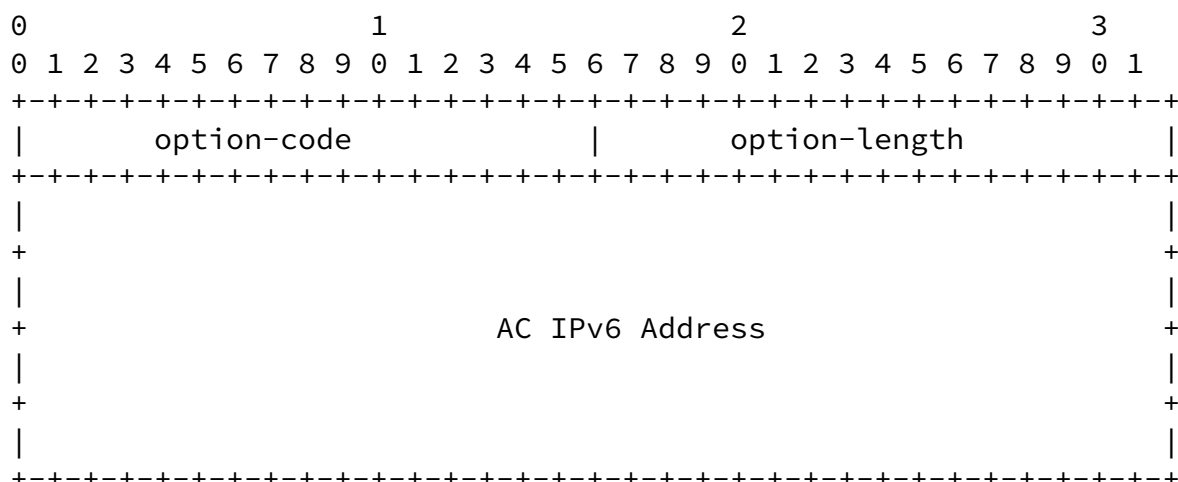 0                   1                   2                   3
0 1 2 3 4 5 6 7 8 9 0 1 2 3 4 5 6 7 8 9 0 1 2 3 4 5 6 7 8 9 0 1
+-+-+-+-+-+-+-+-+-+-+-+-+-+-+-+-+-+-+-+-+-+-+-+-+-+-+-+-+-+-+-+-+
|       option-code             |       option-length           |
+-+-+-+-+-+-+-+-+-+-+-+-+-+-+-+-+-+-+-+-+-+-+-+-+-+-+-+-+-+-+-+-+
|                                                               |
+                                                               +
|                                                               |
+                          AC IPv6 Address                      +
|                                                               |
+                                                               +
|                                                               |
+-+-+-+-+-+-+-+-+-+-+-+-+-+-+-+-+-+-+-+-+-+-+-+-+-+-+-+-+-+-+-+-+